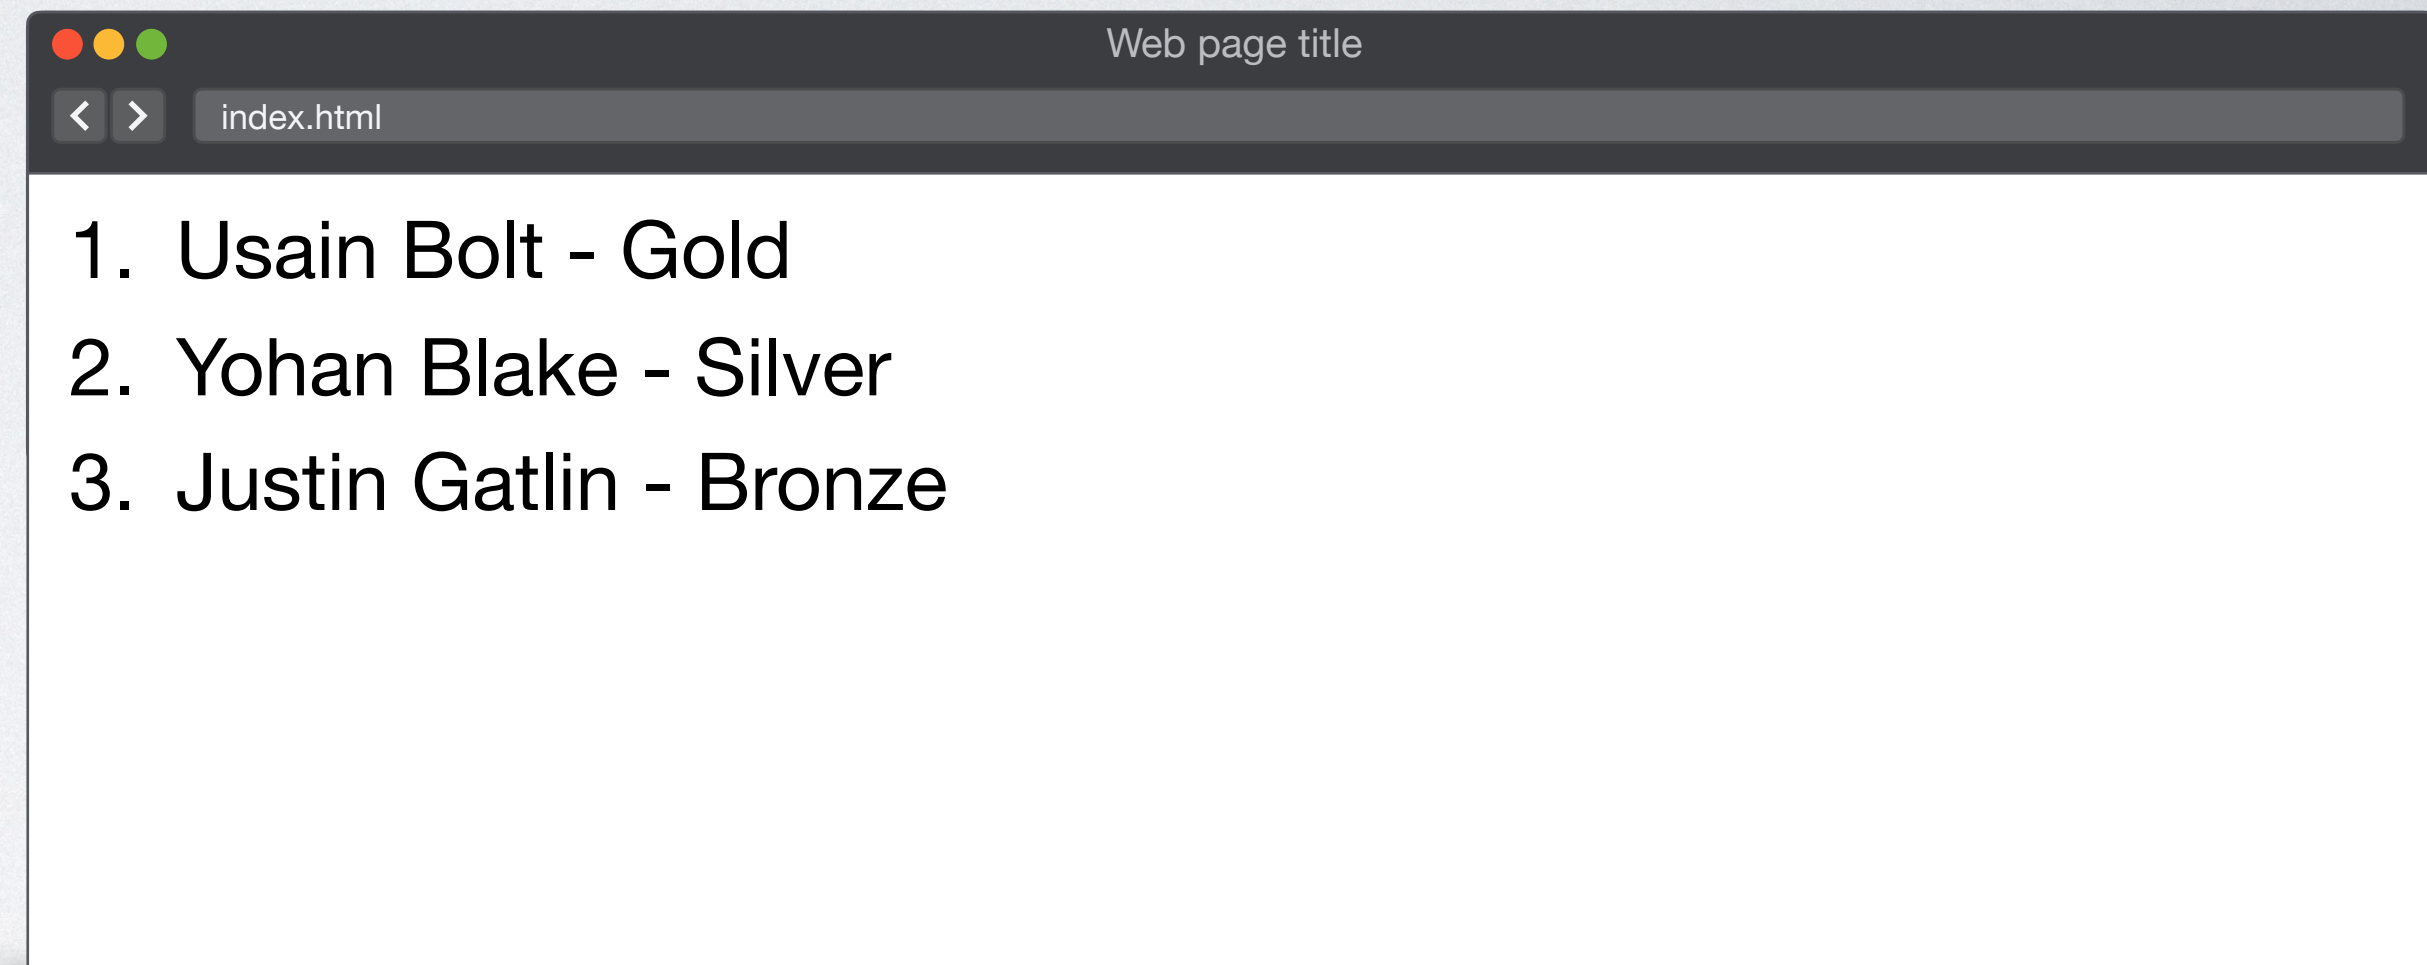 Web page title
index.html
1. Usain Bolt - Gold
2. Yohan Blake - Silver
3. Justin Gatlin - Bronze